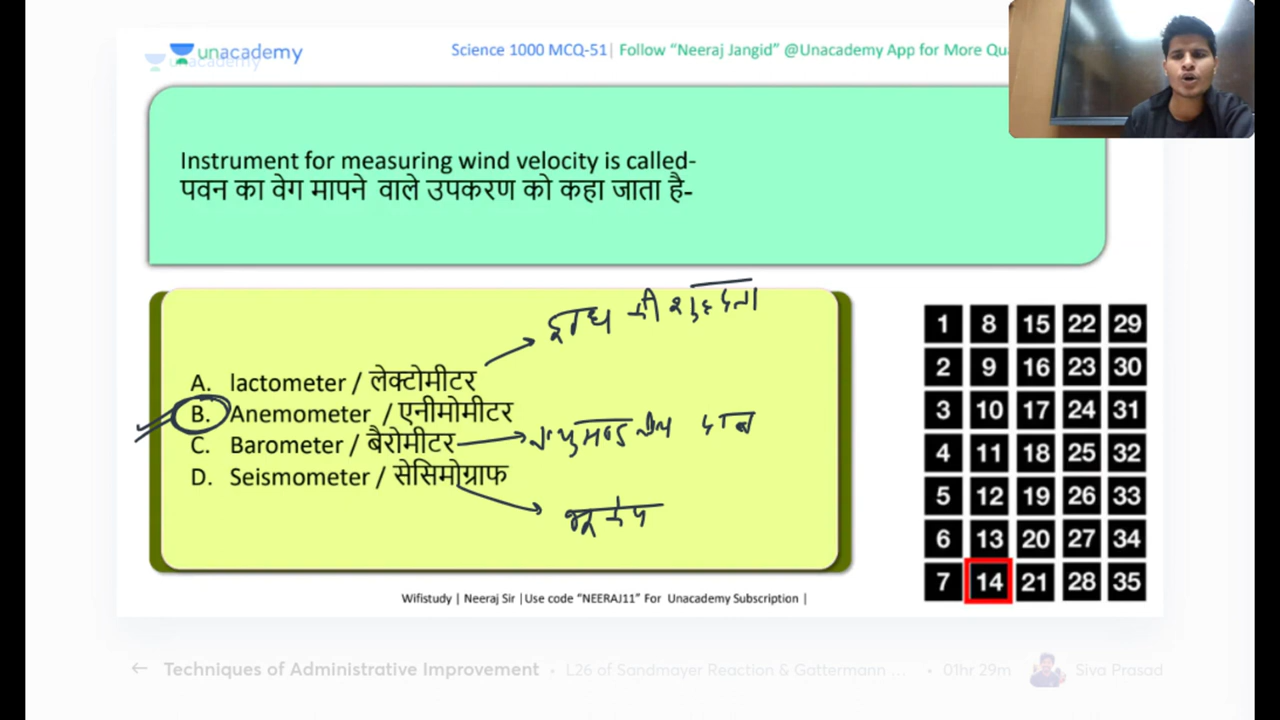 unacademy
Science 1000 MCQ-51| Follow “Neeraj Jangid” @Unacademy App for More Qu
Instrument for measuring wind velocity is called-
पवन का वेग मापने वाले उपकरण को कहा जाता है-
दूध की शुद्धता
A. lactometer / लेक्टोमीटर
B. Anemometer / एनीमोमीटर
C. Barometer / बैरोमीटर
वायुमण्डलीय दाब
D. Seismometer / सेसिमोग्राफ
भूकंप
1 8 15 22 29
2 9 16 23 30
3 10 17 24 31
4 11 18 25 32
5 12 19 26 33
6 13 20 27 34
7 14 21 28 35
Wifistudy | Neeraj Sir |Use code “NEERAJ11” For Unacademy Subscription |
Techniques of Administrative Improvement • L26 of Sandmayer Reaction & Gattermann ... • 01hr 29m Siva Prasad